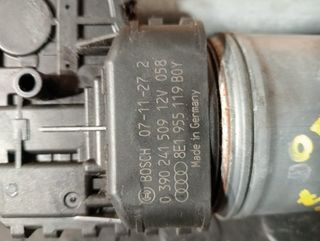 BOSCH 07-11-27 2
0 390 241 509 12V 058
8E1 955 119 B0Y
Made in Germany